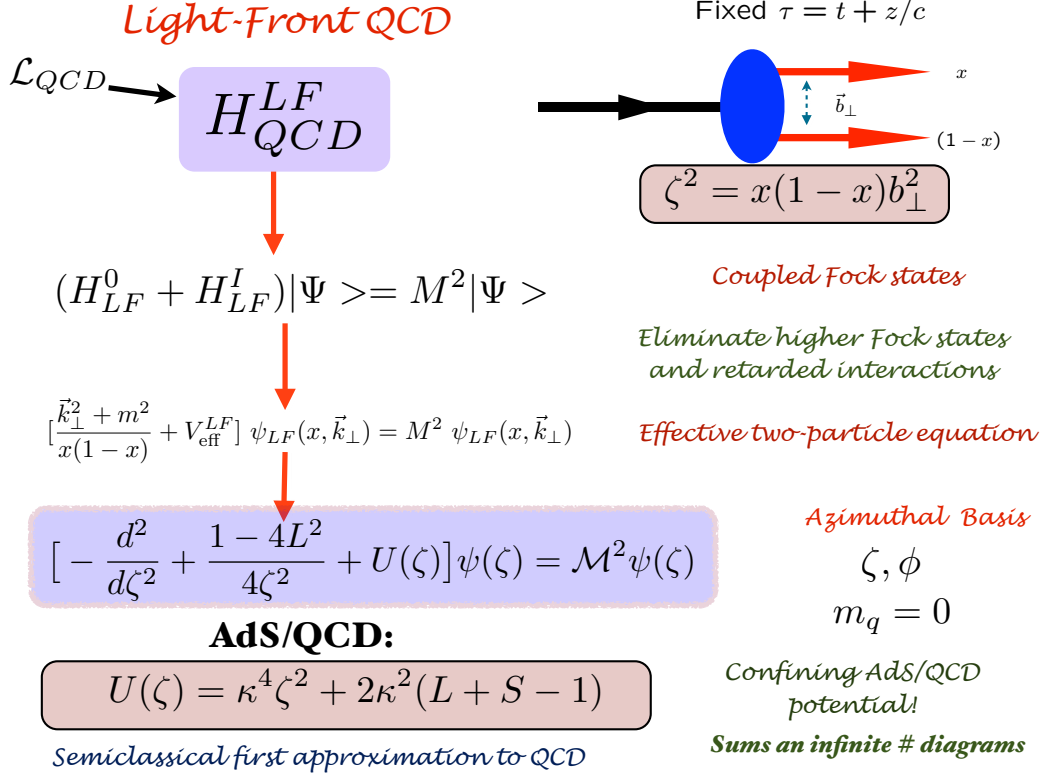 Light-Front QCD
Fixed τ = t + z/c
𝓛_{QCD}
H^{LF}_{QCD}
x
\vec{b}_⊥
(1 − x)
ζ^2 = x(1 − x)b^2_⊥
(H^0_{LF} + H^I_{LF})|Ψ >= M^2|Ψ >
Coupled Fock states
Eliminate higher Fock states
and retarded interactions
[\frac{\vec{k}^2_⊥ + m^2}{x(1 − x)} + V^{LF}_{eff}] ψ_{LF}(x, \vec{k}_⊥) = M^2 ψ_{LF}(x, \vec{k}_⊥)
Effective two-particle equation
[ − \frac{d^2}{dζ^2} + \frac{1 − 4L^2}{4ζ^2} + U(ζ)]ψ(ζ) = 𝓜^2ψ(ζ)
Azimuthal Basis
ζ, ϕ
m_q = 0
AdS/QCD:
U(ζ) = κ^4ζ^2 + 2κ^2(L + S − 1)
Confining AdS/QCD
potential!
Semiclassical first approximation to QCD
Sums an infinite # diagrams